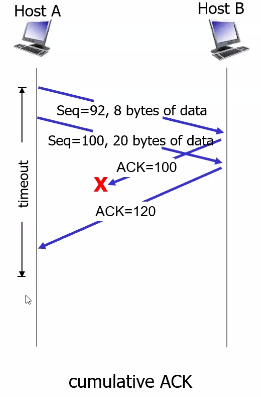 Host A
Host B
Seq=92, 8 bytes of data
Seq=100, 20 bytes of data
ACK=100
X
timeout
ACK=120
cumulative ACK